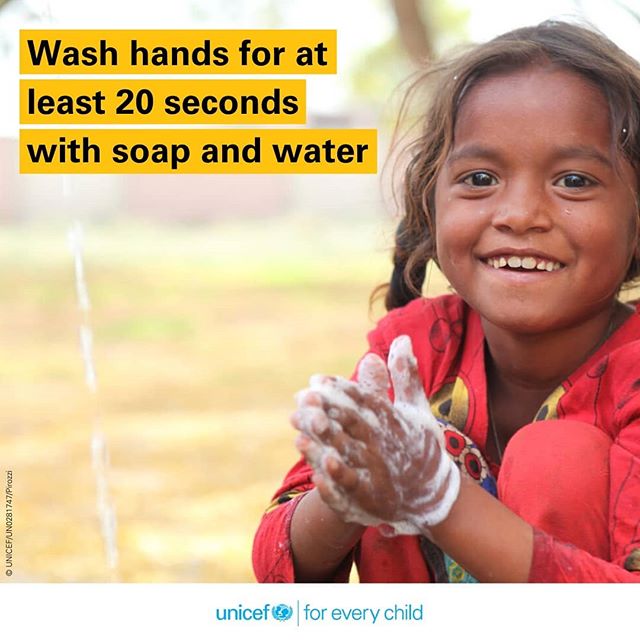 Wash hands for at
least 20 seconds
with soap and water
© UNICEF/UN0281747/Pirozzi
unicef | for every child